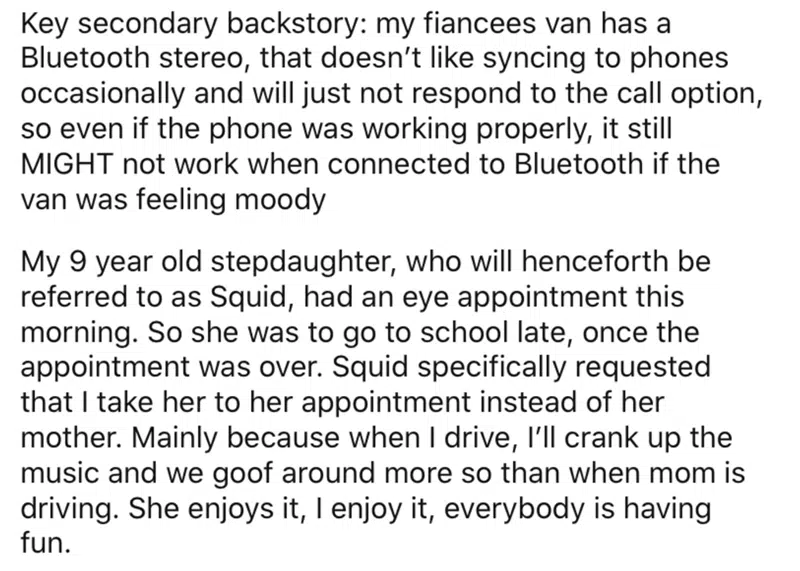 Key secondary backstory: my fiancees van has a
Bluetooth stereo, that doesn’t like syncing to phones
occasionally and will just not respond to the call option,
so even if the phone was working properly, it still
MIGHT not work when connected to Bluetooth if the
van was feeling moody
My 9 year old stepdaughter, who will henceforth be
referred to as Squid, had an eye appointment this
morning. So she was to go to school late, once the
appointment was over. Squid specifically requested
that I take her to her appointment instead of her
mother. Mainly because when I drive, I’ll crank up the
music and we goof around more so than when mom is
driving. She enjoys it, I enjoy it, everybody is having
fun.